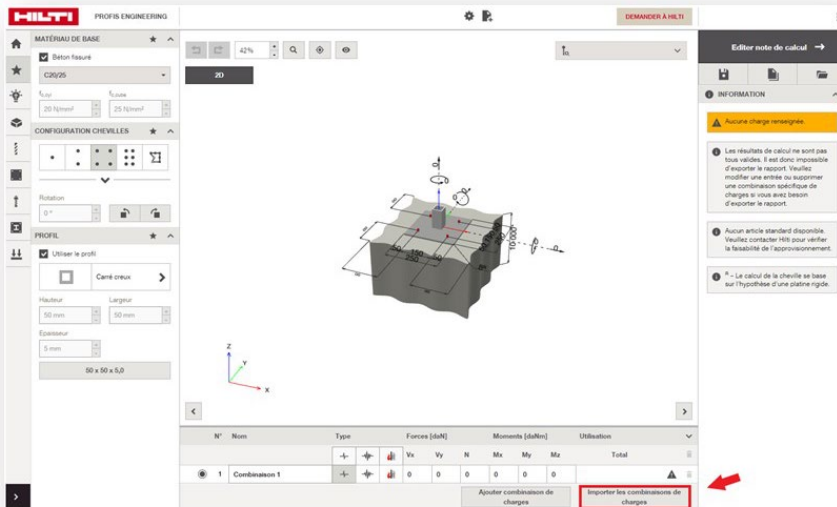 HILTI PROFIS ENGINEERING
DEMANDER À HILTI
MATÉRIAU DE BASE
Béton fissuré
C20/25
20 N/mm²
25 N/mm²
CONFIGURATION CHEVILLES
Rotation
0 °
PROFIL
Utiliser le profil
Carré creux
Hauteur
Largeur
50 mm
50 mm
Epaisseur
5 mm
50 x 50 x 5,0
42%
2D
Z
Y
X
Editer note de calcul
INFORMATION
Aucune charge renseignée.
Les résultats de calcul ne sont pas
tous valides. Il est donc impossible
d'exporter le rapport. Veuillez
modifier une entrée ou supprimer
une combinaison spécifique de
charges si vous avez besoin
d'exporter le rapport.
Aucun article standard disponible.
Veuillez contacter Hilti pour vérifier
la faisabilité de l'approvisionnement.
R – Le calcul de la cheville se base
sur l'hypothèse d'une platine rigide.
N° Nom Type Forces [daN] Moments [daNm] Utilisation
Vx Vy N Mx My Mz Total
1 Combinaison 1 0 0 0 0 0 0
Ajouter combinaison de
charges
Importer les combinaisons de
charges